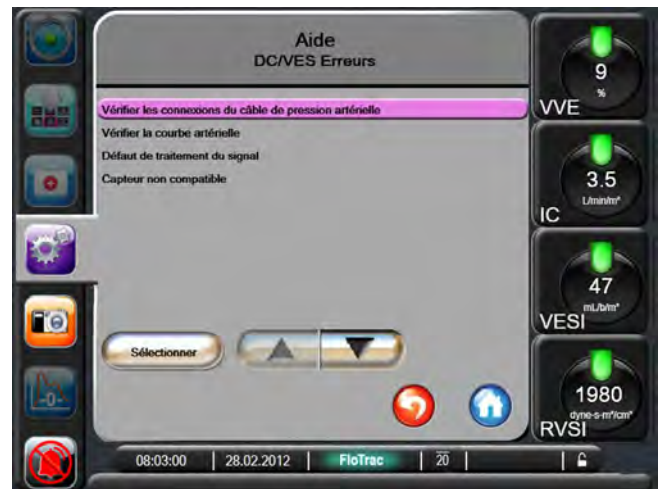 Aide
DC/VES Erreurs
Vérifier les connexions du câble de pression artérielle
Vérifier la courbe artérielle
Défaut de traitement du signal
Capteur non compatible
Sélectionner
9
%
VVE
3.5
L/min/m²
IC
47
mL/b/m²
VESI
1980
dyne-s-m²/cm⁵
RVSI
-0-
08:03:00 28.02.2012 FloTrac 20